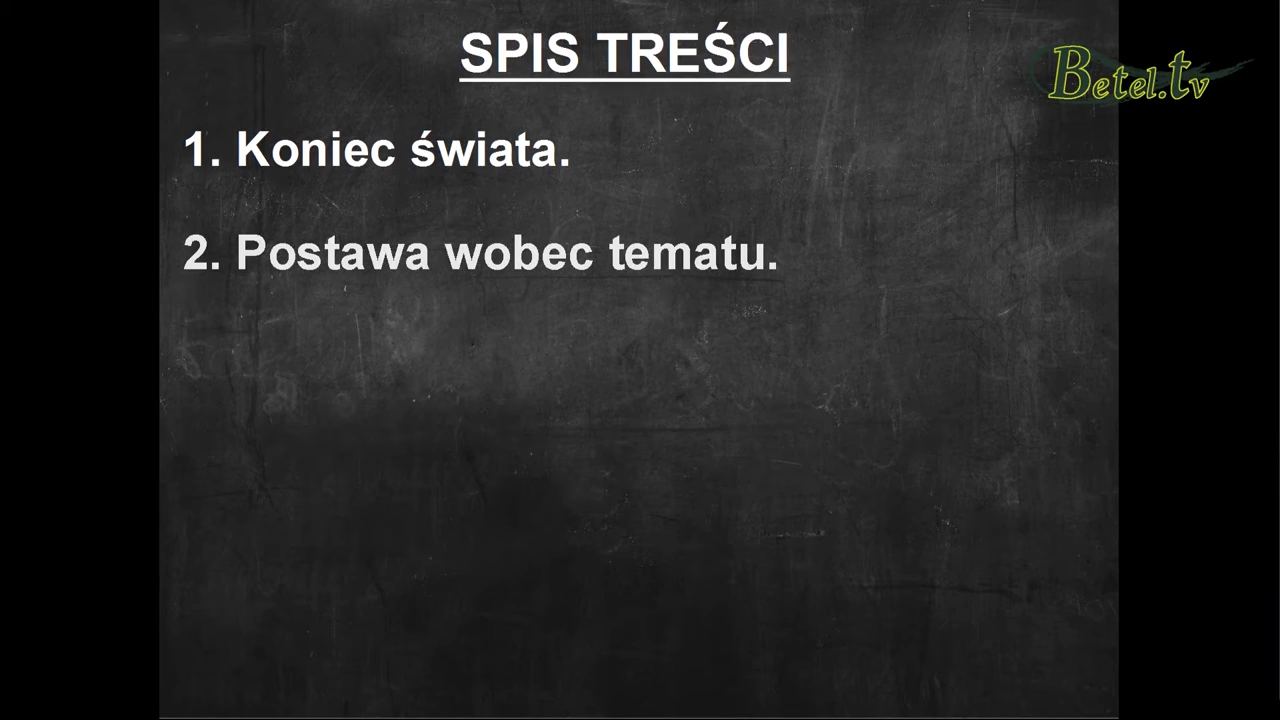 SPIS TREŚCI
Betel.tv
1. Koniec świata.
2. Postawa wobec tematu.